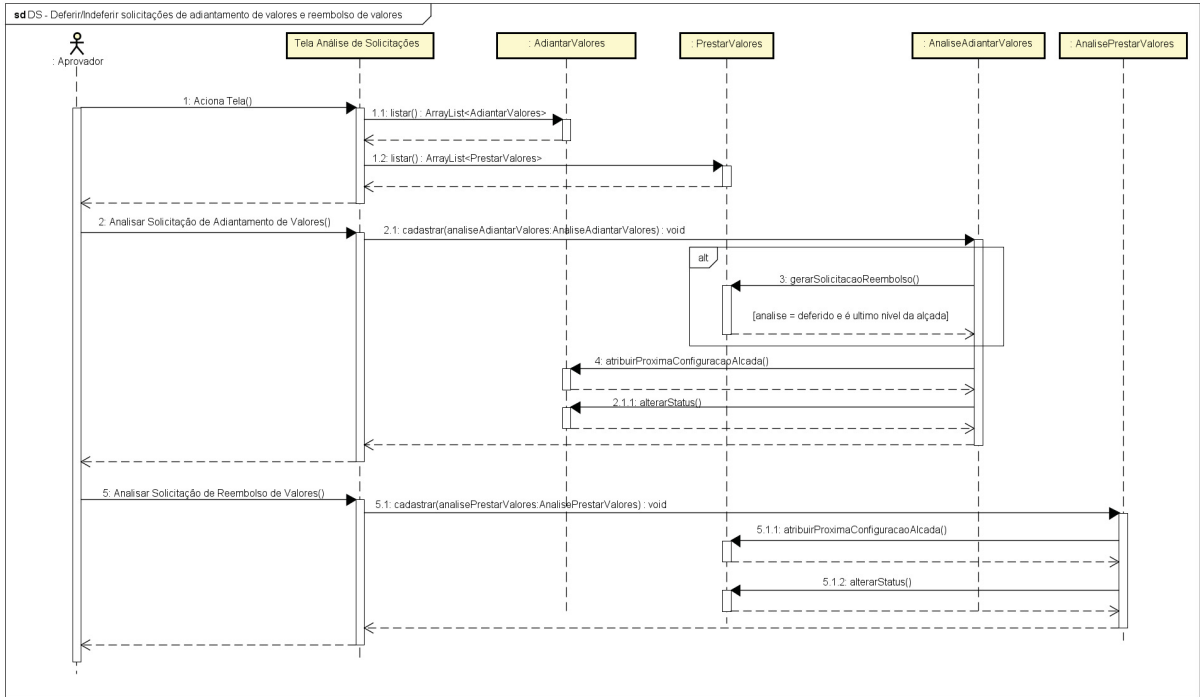 sd DS - Deferir/Indeferir solicitações de adiantamento de valores e reembolso de valores
: Aprovador
Tela Análise de Solicitações
: AdiantarValores
: PrestarValores
: AnaliseAdiantarValores
: AnalisePrestarValores
1: Aciona Tela()
1.1: listar() : ArrayList<AdiantarValores>
1.2: listar() : ArrayList<PrestarValores>
2: Analisar Solicitação de Adiantamento de Valores()
2.1: cadastrar(analiseAdiantarValores:AnaliseAdiantarValores) : void
alt
3: gerarSolicitacaoReembolso()
[analise = deferido e é ultimo nível da alçada]
4: atribuirProximaConfiguracaoAlcada()
2.1.1: alterarStatus()
5: Analisar Solicitação de Reembolso de Valores()
5.1: cadastrar(analisePrestarValores:AnalisePrestarValores) : void
5.1.1: atribuirProximaConfiguracaoAlcada()
5.1.2: alterarStatus()